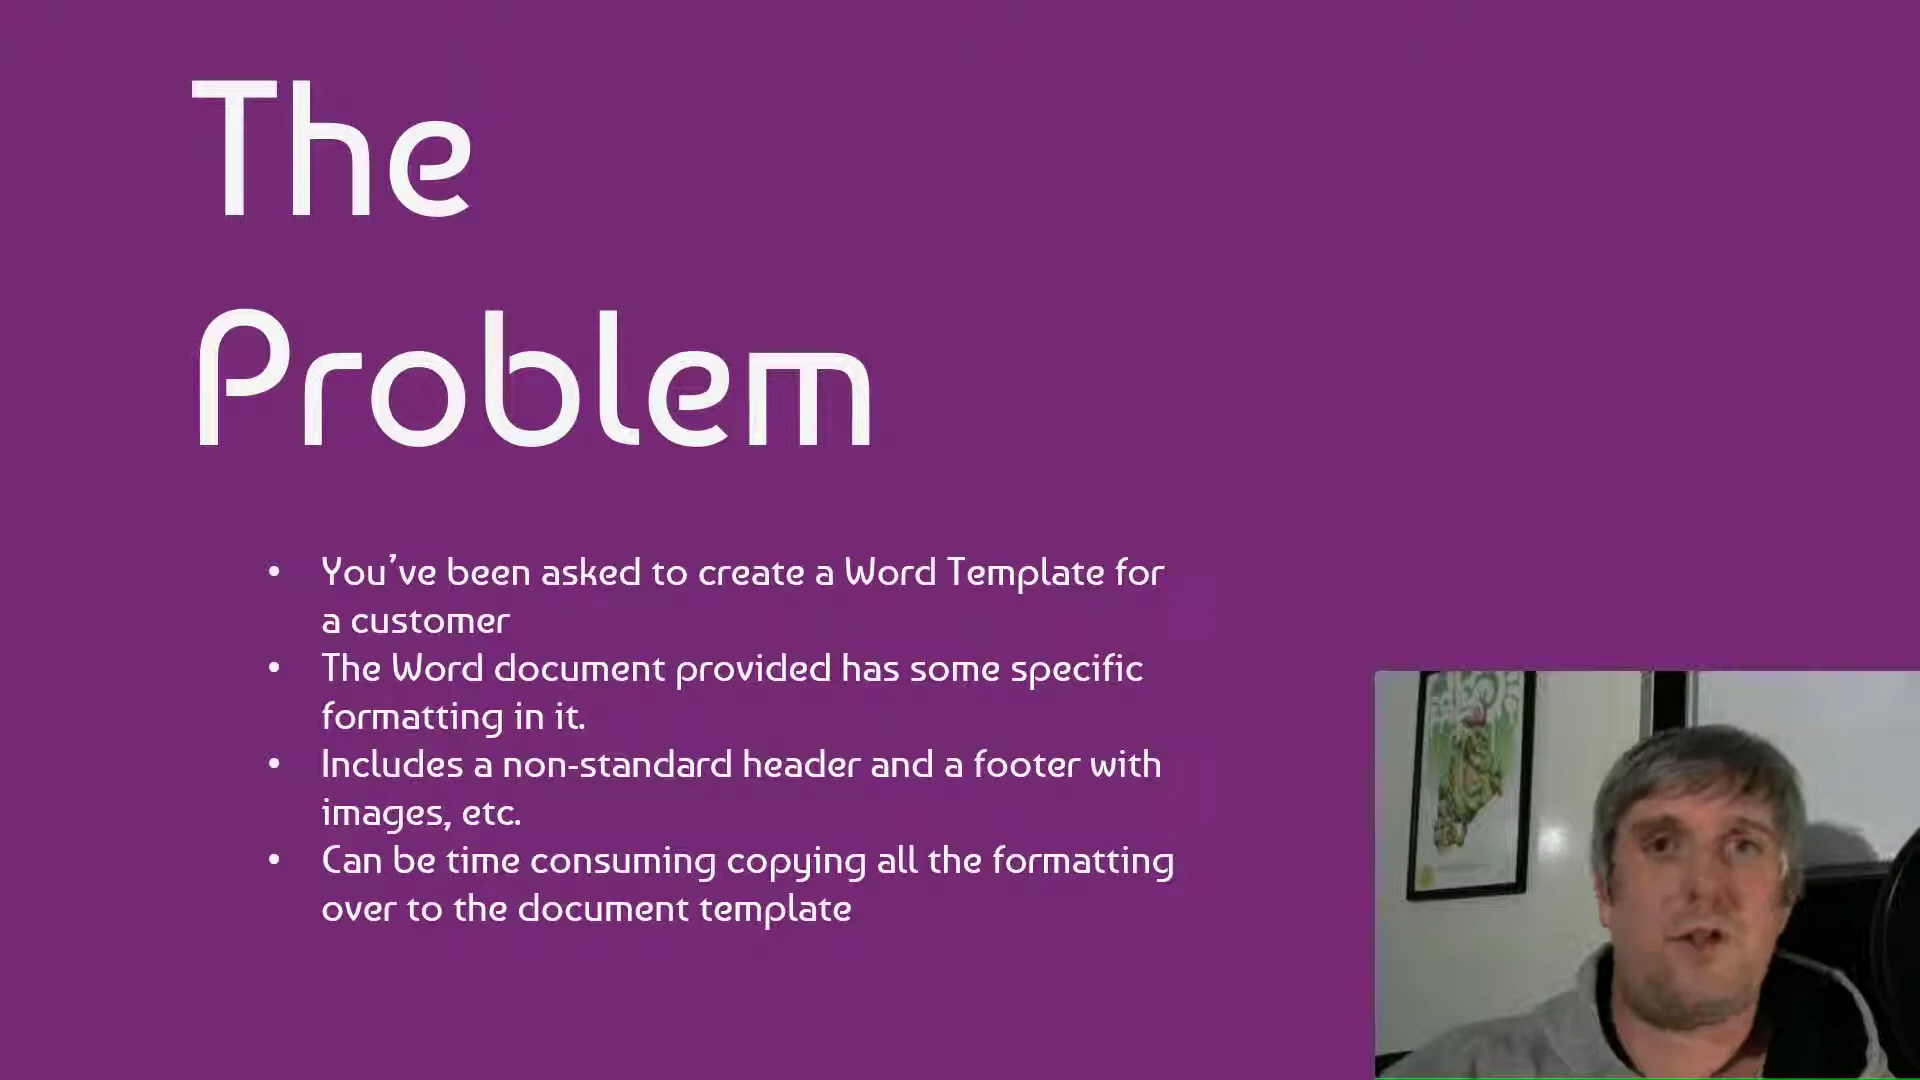 The
Problem
• You’ve been asked to create a Word Template for
a customer
• The Word document provided has some specific
formatting in it.
• Includes a non-standard header and a footer with
images, etc.
• Can be time consuming copying all the formatting
over to the document template